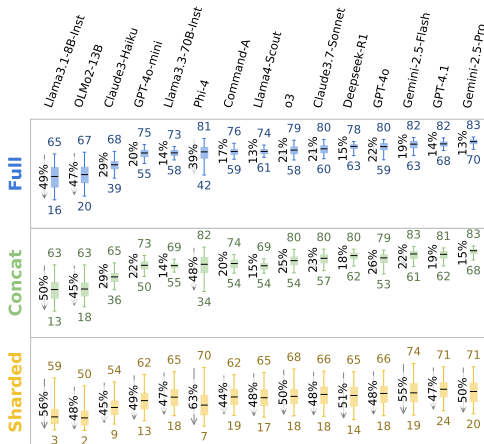 Llama3.1-8B-Inst
OLMo2-13B
Claude3-Haiku
GPT-4o-mini
Llama3.3-70B-Inst
Phi-4
Command-A
Llama4-Scout
o3
Claude3.7-Sonnet
Deepseek-R1
GPT-4o
Gemini-2.5-Flash
GPT-4.1
Gemini-2.5-Pro
Full
65 67 68 75 73 81 76 74 79 80 78 80 82 82 83
49% 47% 29% 20% 14% 39% 17% 13% 21% 21% 15% 22% 19% 14% 13%
16 20 39 55 58 42 59 61 58 60 63 59 63 68 70
Concat
63 63 65 73 69 82 74 69 80 80 80 79 83 81 83
50% 45% 29% 22% 14% 48% 20% 15% 25% 23% 18% 26% 22% 19% 15%
13 18 36 50 55 34 54 54 54 57 62 53 61 62 68
Sharded
59 50 54 62 65 70 62 65 68 66 65 66 74 71 71
56% 48% 45% 49% 47% 63% 44% 48% 50% 48% 51% 48% 55% 47% 50%
3 2 9 13 18 7 19 17 18 18 14 18 19 24 20